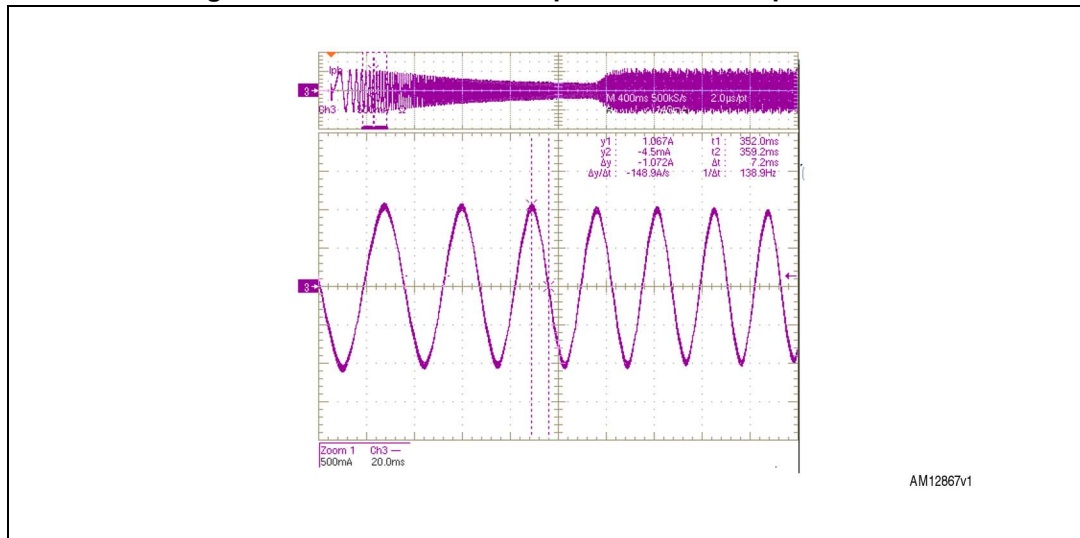 Iph
3
Ch3
M 400ms 500kS/s 2.0µs/pt
y1 : 1.067A t1 : 352.0ms
y2 : -4.5mA t2 : 359.2ms
Δy : -1.072A Δt : 7.2ms
Δy/Δt : -148.9A/s 1/Δt : 138.9Hz
3
Zoom 1 Ch3
500mA 20.0ms
AM12867v1